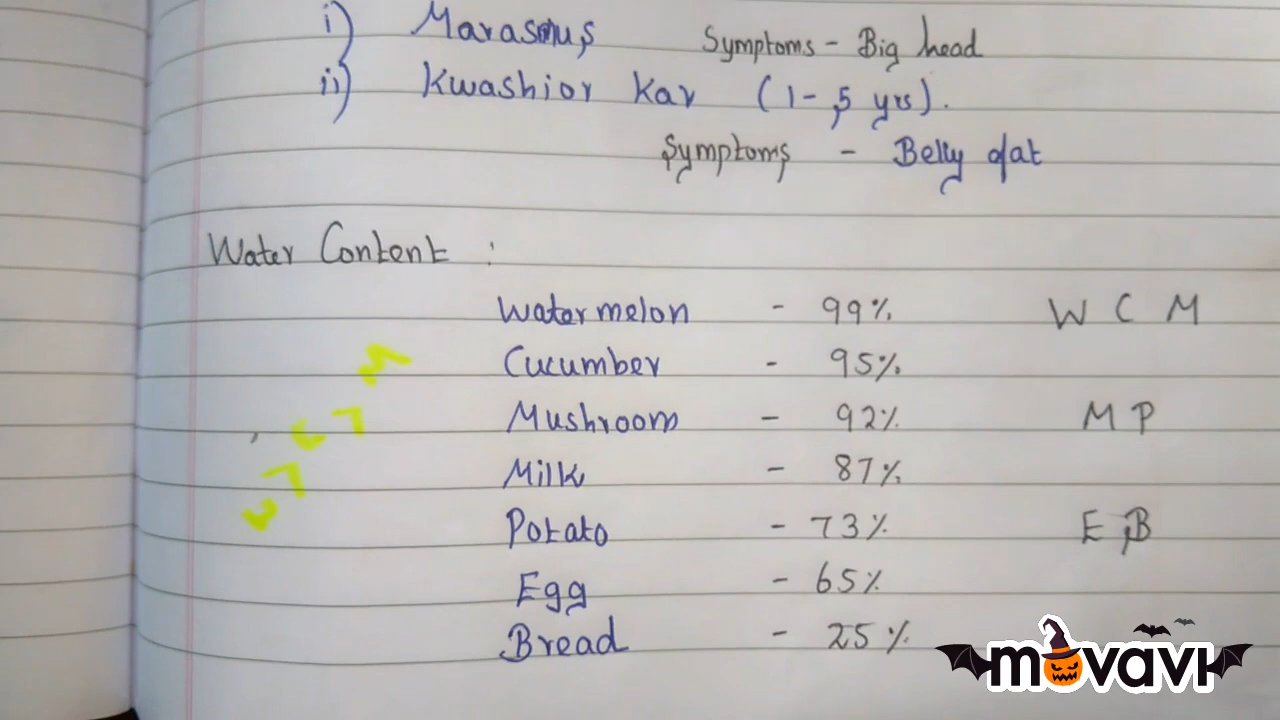 i) Marasmus Symptoms - Big head
ii) Kwashior kar (1-5 yrs).
Symptoms - Belly fat
Water Content :
Watermelon - 99% W C M
Cucumber - 95%
Mushroom - 92% M P
Milk - 87%
Potato - 73% E B
Egg - 65%
Bread - 25%
movavi